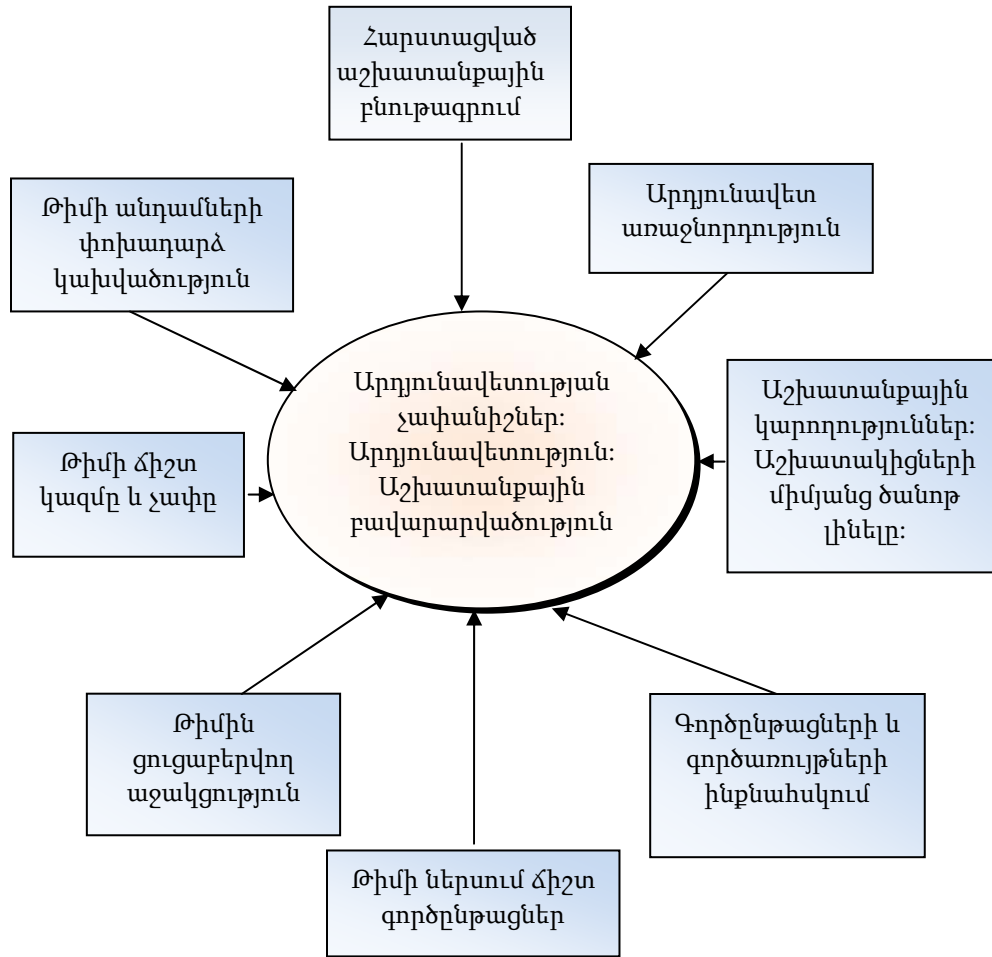 Հարստացված
աշխատանքային
բնութագրում
Արդյունավետ
առաջնորդություն
Թիմի անդամների
փոխադարձ
կախվածություն
Արդյունավետության
չափանիշներ։
Արդյունավետություն։
Աշխատանքային
բավարարվածություն
Աշխատանքային
կարողություններ։
Աշխատակիցների
միմյանց ծանոթ
լինելը։
Թիմի ճիշտ
կազմը և չափը
Թիմին
ցուցաբերվող
աջակցություն
Գործընթացների և
գործառույթների
ինքնահսկում
Թիմի ներսում ճիշտ
գործընթացներ